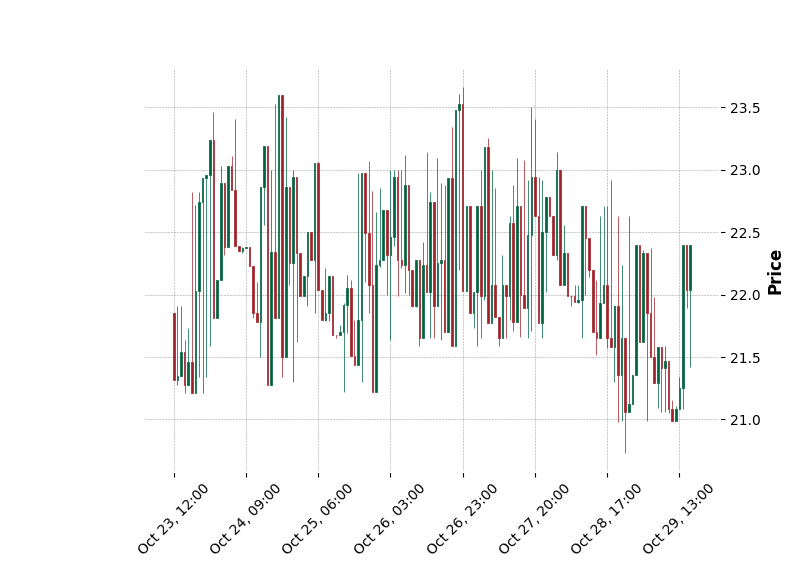 23.5
23.0
22.5
22.0
21.5
21.0
Price
Oct 23, 12:00
Oct 24, 09:00
Oct 25, 06:00
Oct 26, 03:00
Oct 26, 23:00
Oct 27, 20:00
Oct 28, 17:00
Oct 29, 13:00